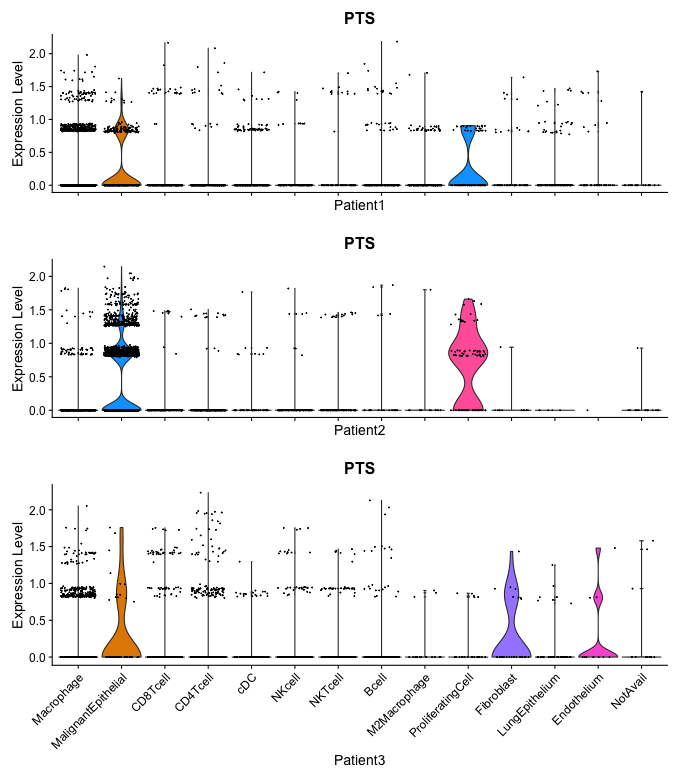 PTS
Expression Level
2.0
1.5
1.0
0.5
0.0
Patient1
PTS
Expression Level
2.0
1.5
1.0
0.5
0.0
Patient2
PTS
Expression Level
2.0
1.5
1.0
0.5
0.0
Macrophage
MalignantEpithelial
CD8Tcell
CD4Tcell
cDC
NKcell
NKTcell
Bcell
M2Macrophage
ProliferatingCell
Fibroblast
LungEpithelium
Endothelium
NotAvail
Patient3